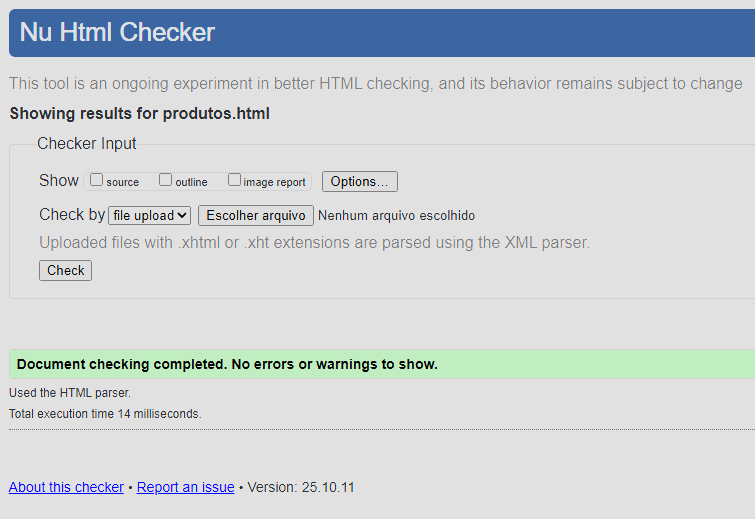 Nu Html Checker
This tool is an ongoing experiment in better HTML checking, and its behavior remains subject to change
Showing results for produtos.html
Checker Input
Show source outline image report Options...
Check by file upload Escolher arquivo Nenhum arquivo escolhido
Uploaded files with .xhtml or .xht extensions are parsed using the XML parser.
Check
Document checking completed. No errors or warnings to show.
Used the HTML parser.
Total execution time 14 milliseconds.
About this checker • Report an issue • Version: 25.10.11